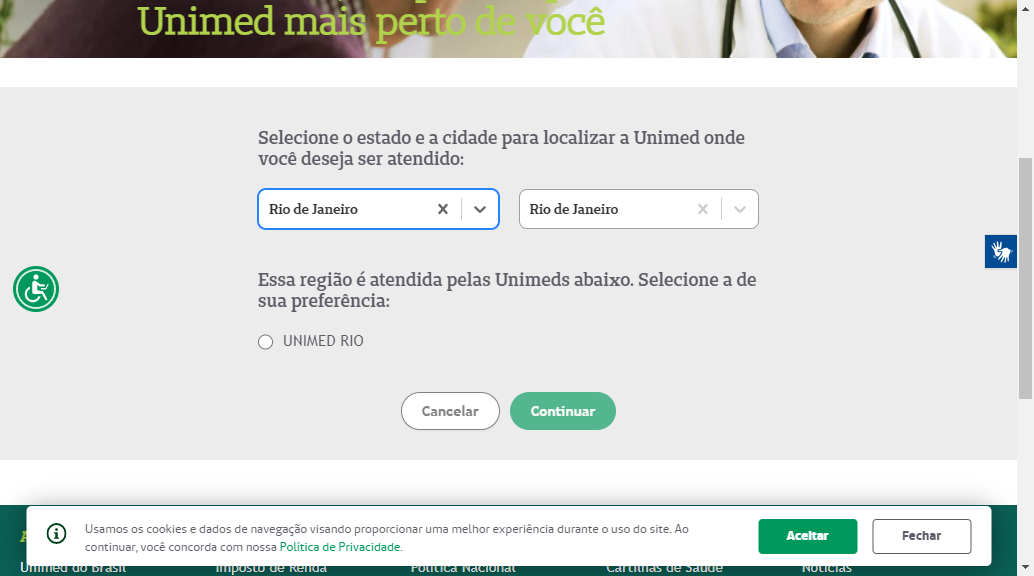 Unimed mais perto de você
Selecione o estado e a cidade para localizar a Unimed onde
você deseja ser atendido:
Rio de Janeiro
Rio de Janeiro
Essa região é atendida pelas Unimeds abaixo. Selecione a de
sua preferência:
UNIMED RIO
Cancelar
Continuar
Usamos os cookies e dados de navegação visando proporcionar uma melhor experiência durante o uso do site. Ao
continuar, você concorda com nossa Política de Privacidade.
Aceitar
Fechar
Unimed do Brasil
Imposto de Renda
Política Nacional
Cartilhas de Saúde
Notícias